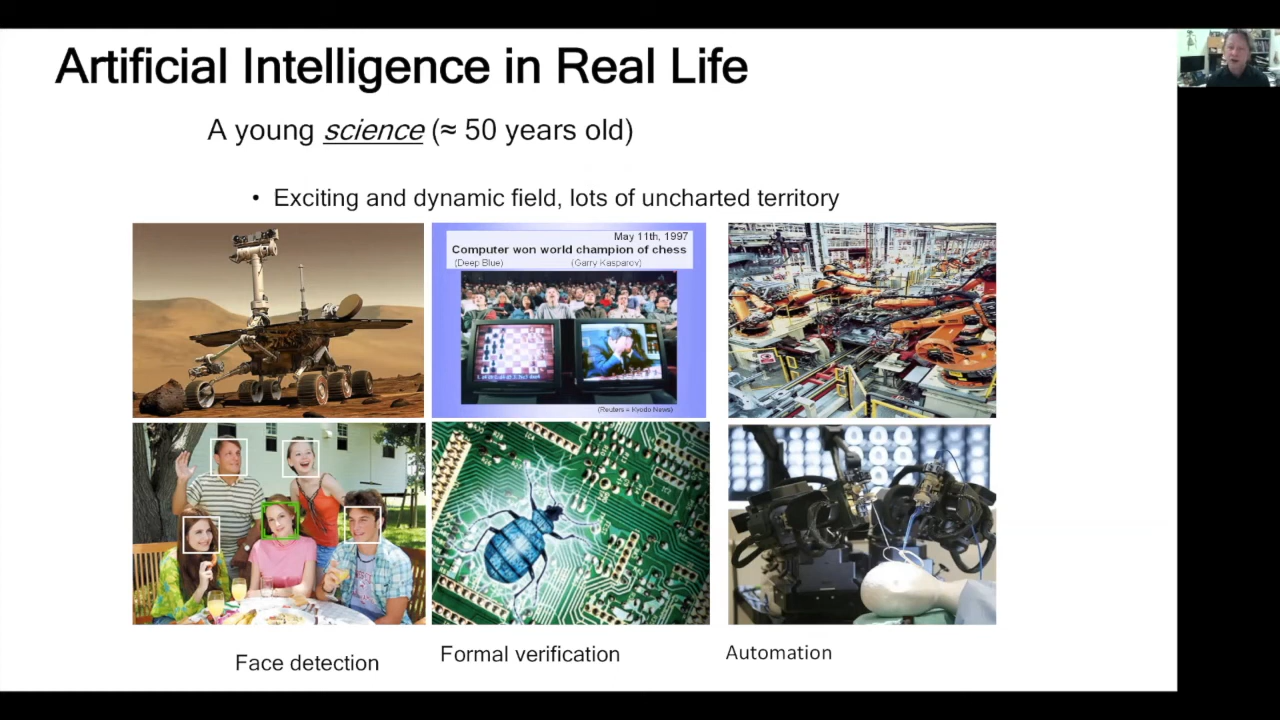 Artificial Intelligence in Real Life
A young science (≈ 50 years old)
• Exciting and dynamic field, lots of uncharted territory
May 11th, 1997
Computer won world champion of chess
(Deep Blue) (Garry Kasparov)
(Reuters = Kyodo News)
Face detection
Formal verification
Automation